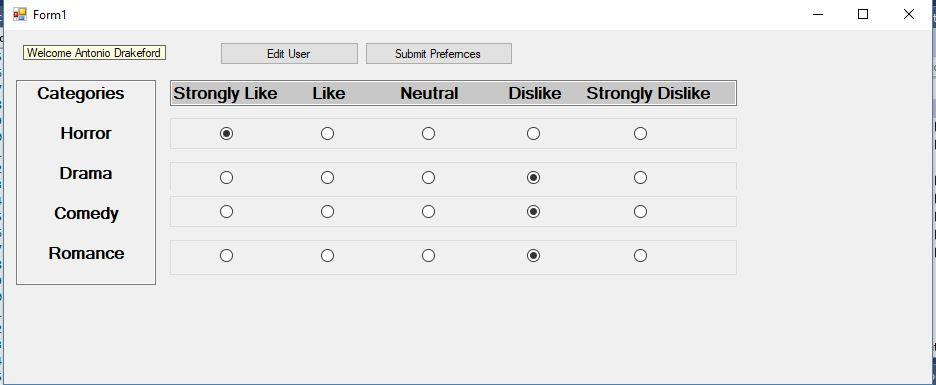 Form1
Welcome Antonio Drakeford
Edit User
Submit Prefernces
Categories
Strongly Like Like Neutral Dislike Strongly Dislike
Horror
Drama
Comedy
Romance